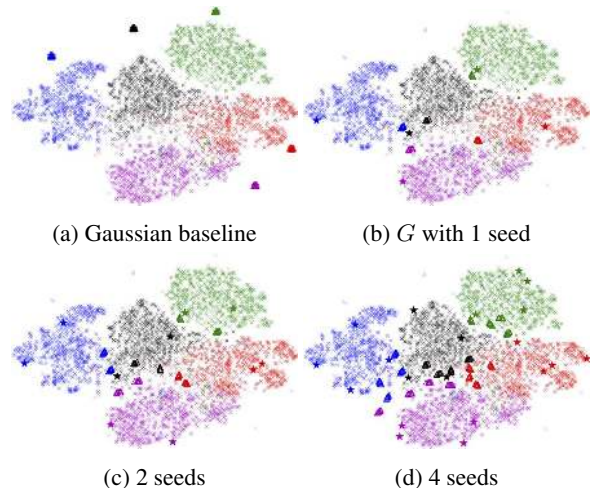 (a) Gaussian baseline
(b) G with 1 seed
(c) 2 seeds
(d) 4 seeds